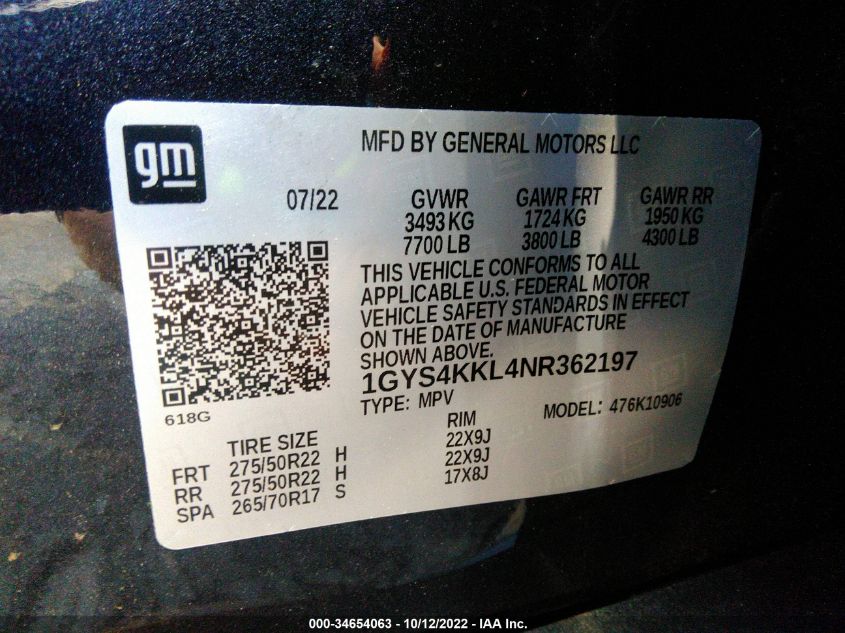 gm
MFD BY GENERAL MOTORS LLC
07/22 GVWR GAWR FRT GAWR RR
3493 KG 1724 KG 1950 KG
7700 LB 3800 LB 4300 LB
THIS VEHICLE CONFORMS TO ALL
APPLICABLE U.S. FEDERAL MOTOR
VEHICLE SAFETY STANDARDS IN EFFECT
ON THE DATE OF MANUFACTURE
SHOWN ABOVE.
1GYS4KKL4NR362197
618G
TYPE: MPV MODEL: 476K10906
TIRE SIZE RIM
FRT 275/50R22 H 22X9J
RR 275/50R22 H 22X9J
SPA 265/70R17 S 17X8J
000-34654063 - 10/12/2022 - IAA Inc.